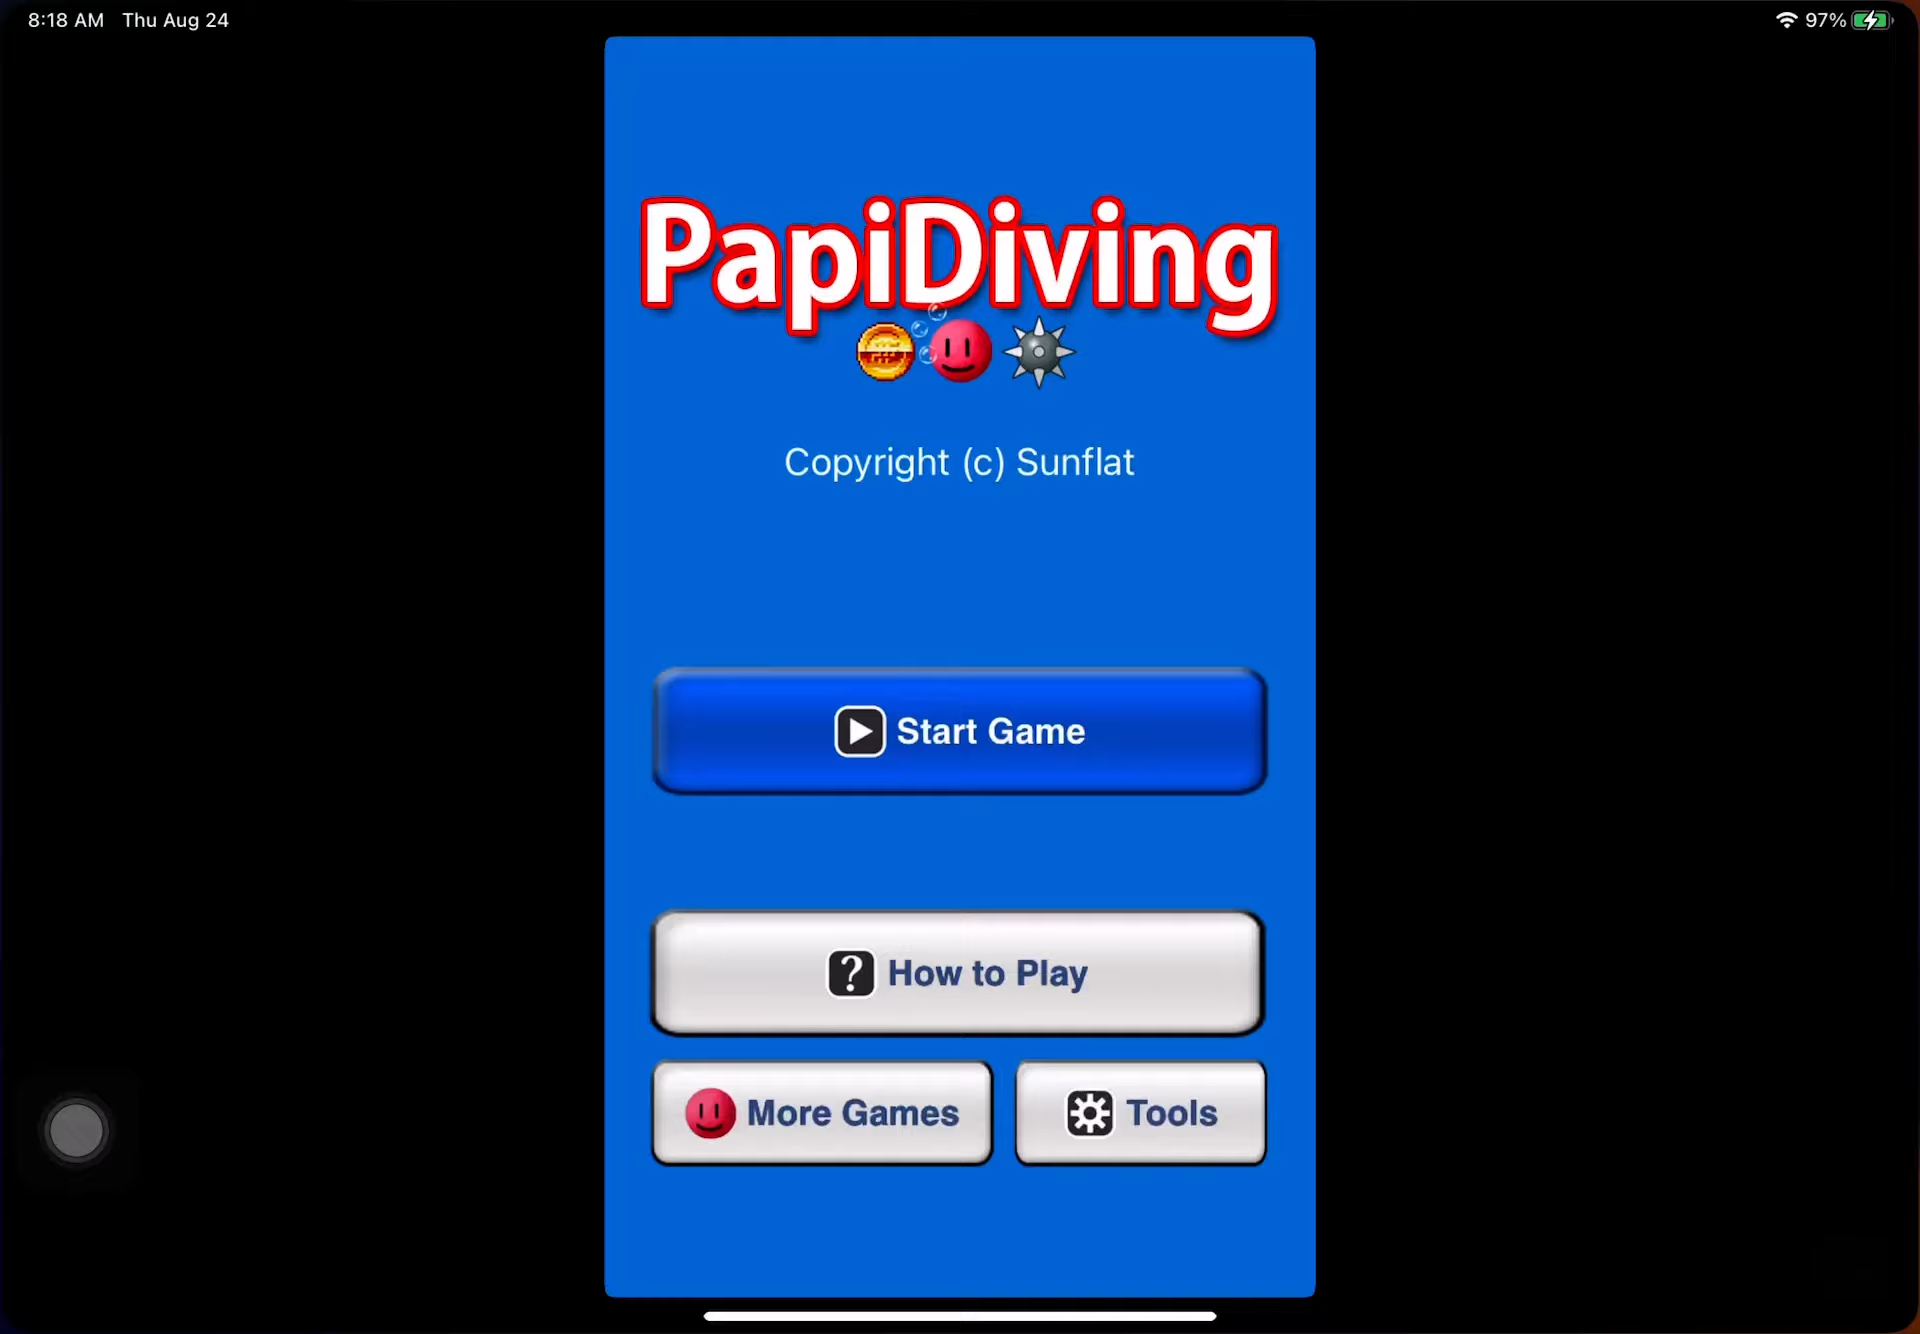 8:18 AM Thu Aug 24
97%
PapiDiving
Copyright (c) Sunflat
Start Game
? How to Play
More Games
Tools